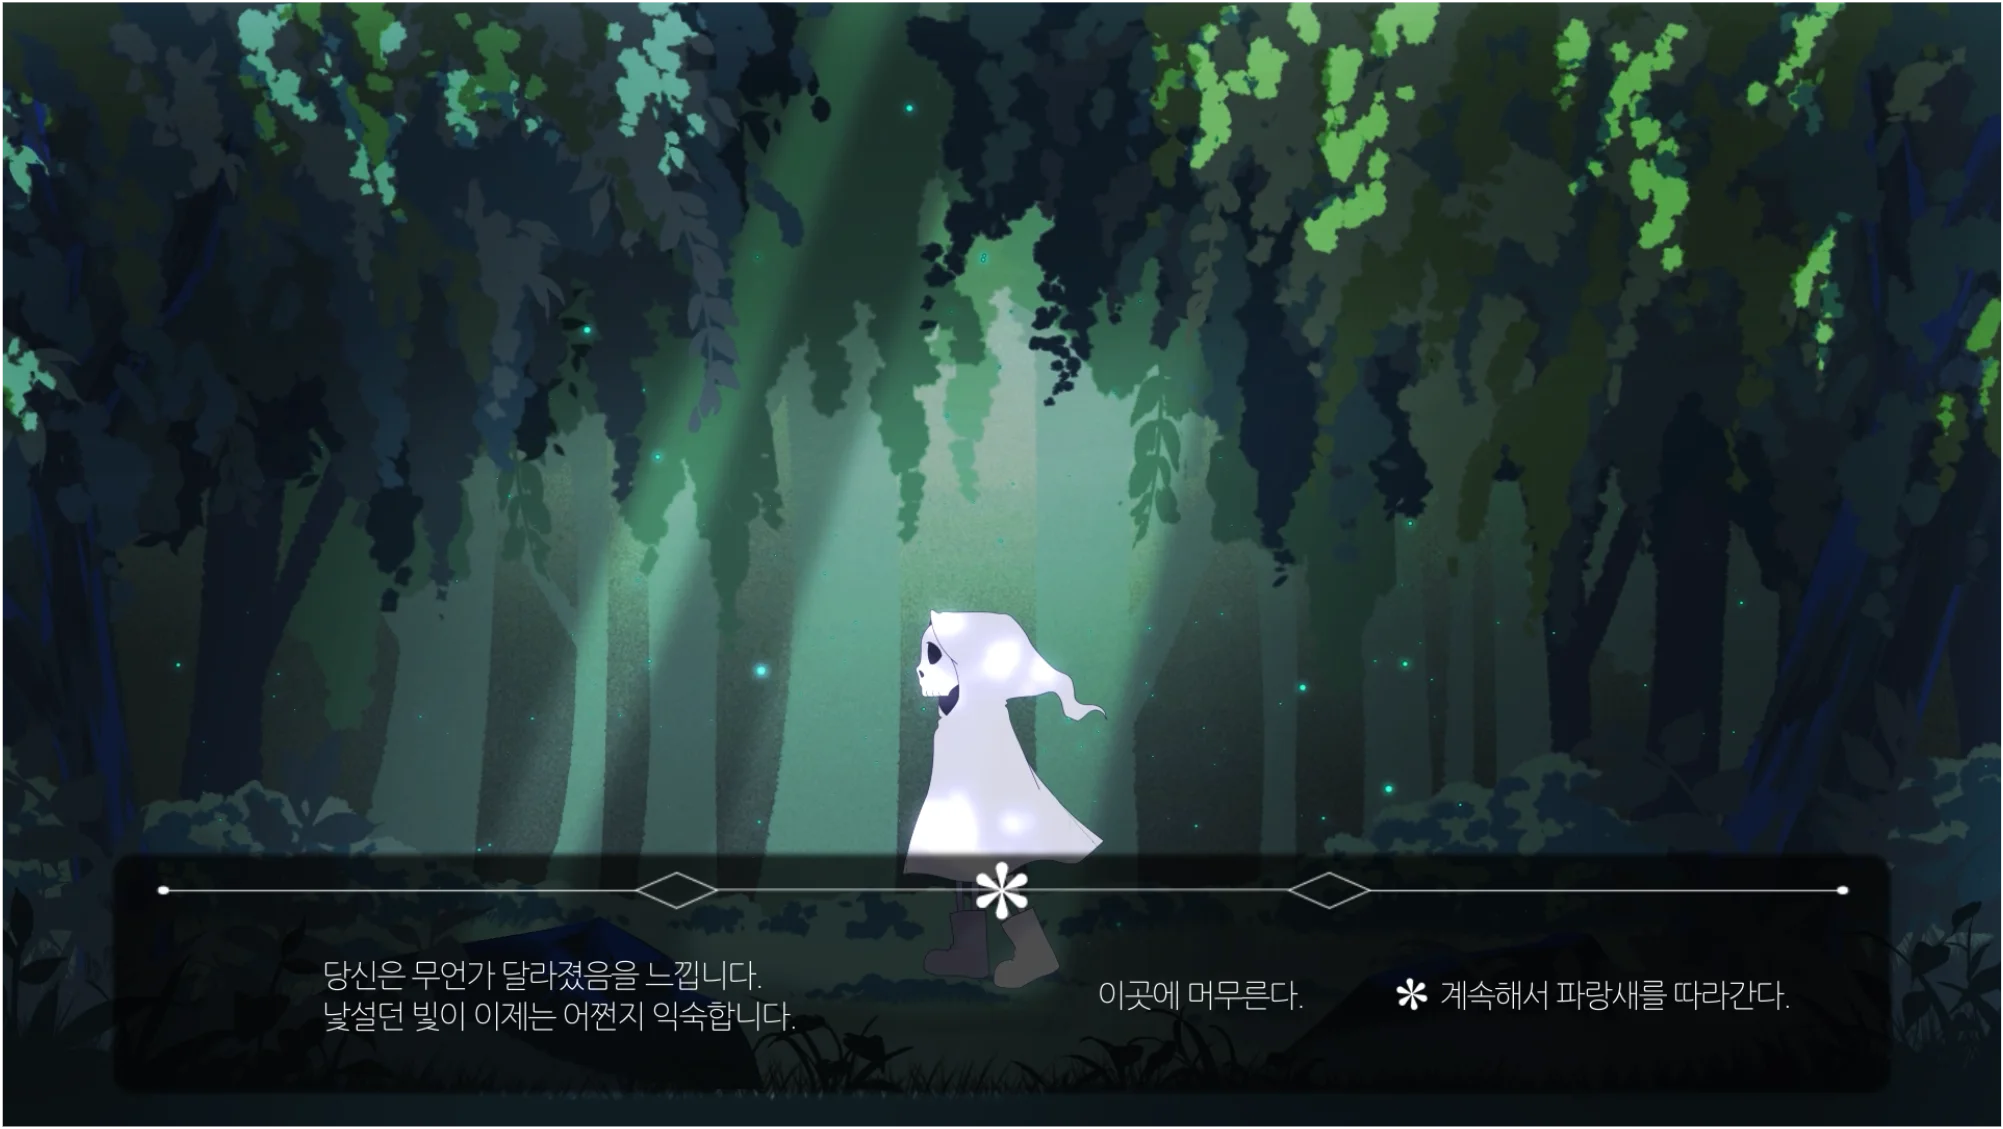 당신은 무언가 달라졌음을 느낍니다.
낯설던 빛이 이제는 어쩐지 익숙합니다.
이곳에 머무른다.
계속해서 파랑새를 따라간다.